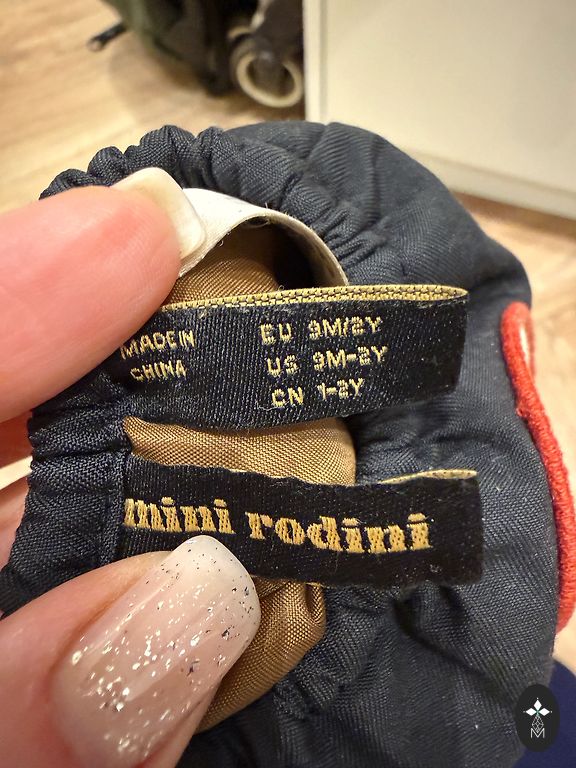 MADE IN
CHINA
EU 9M/2Y
US 9M-2Y
CN 1-2Y
mini rodini
M